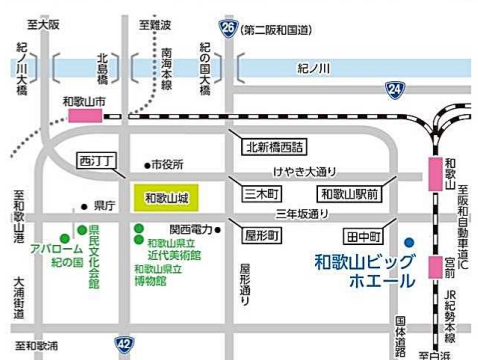 至大阪
至難波
26
(第二阪和国道)
紀ノ川大橋
北島橋
南海本線
紀の国大橋
紀ノ川
24
和歌山市
北新橋西詰
西汀丁
市役所
けやき大通り
和歌山城
三木町
和歌山駅前
和歌山
至阪和自動車道IC
至和歌山港
県庁
三年坂通り
関西電力
屋形町
田中町
アバローム
紀の国
県民文化会館
和歌山県立
近代美術館
和歌山県立
博物館
和歌山ビッグ
ホエール
宮前
大浦街道
屋形通り
国体道路
JR紀勢本線
至和歌浦
42
至白浜